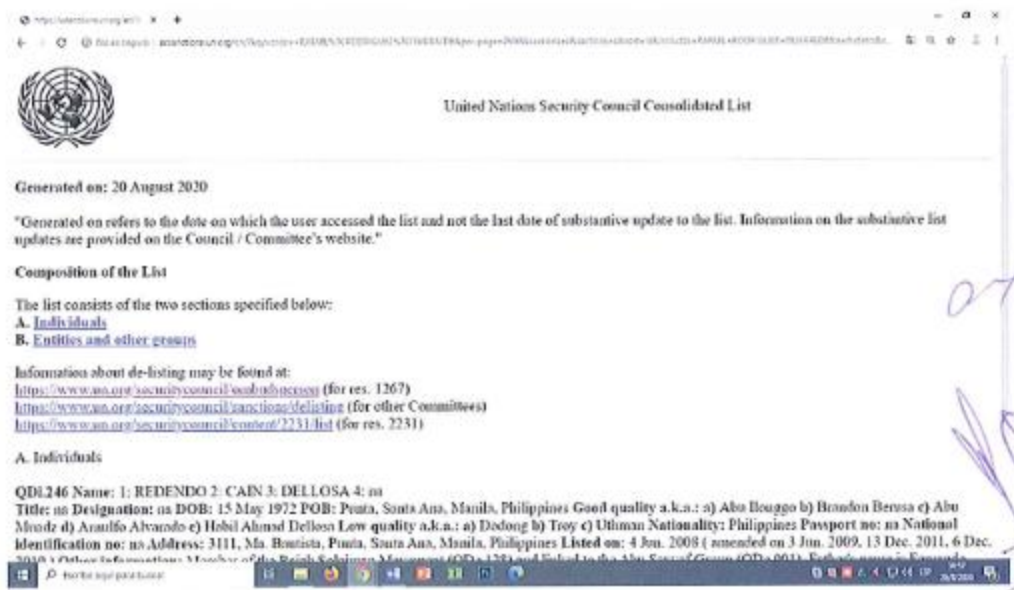 United Nations Security Council Consolidated List
Generated on: 20 August 2020
"Generated on refers to the date on which the user accessed the list and not the last date of substantive update to the list. Information on the substantive list
updates are provided on the Council / Committee's website."
Composition of the List
The list consists of the two sections specified below:
A. Individuals
B. Entities and other groups
Information about de-listing may be found at:
https://www.un.org/securitycouncil/ombudsperson (for res. 1267)
https://www.un.org/securitycouncil/sanctions/delisting (for other Committees)
https://www.un.org/securitycouncil/content/2231/list (for res. 2231)
A. Individuals
QDi.246 Name: 1: REDENDO 2: CAIN 3: DELLOSA 4: na
Title: na Designation: na DOB: 15 May 1972 POB: Punta, Santa Ana, Manila, Philippines Good quality a.k.a.: a) Abu Ilonggo b) Brandon Berusa c) Abu
Muadz d) Arnulfo Alvarado e) Habil Ahmad Dellosa Low quality a.k.a.: a) Dodong b) Troy c) Uthman Nationality: Philippines Passport no: na National
identification no: na Address: 3111, Ma. Bautista, Punta, Santa Ana, Manila, Philippines Listed on: 4 Jun. 2008 ( amended on 3 Jun. 2009, 13 Dec. 2011, 6 Dec.
Escribe aquí para buscar